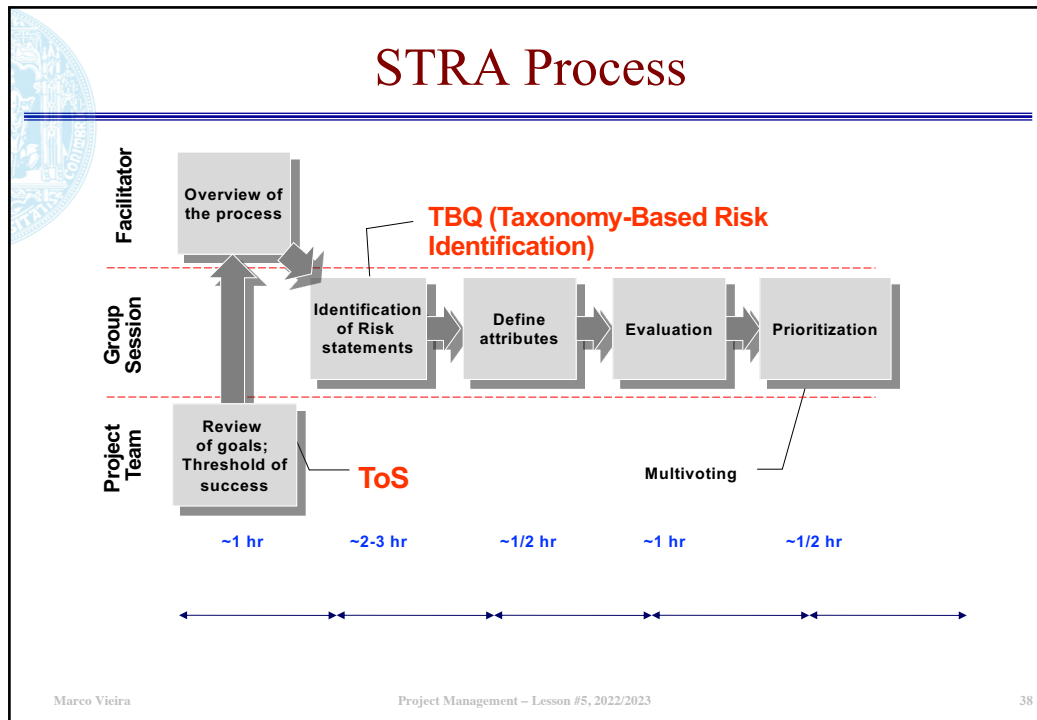 STRA Process
Facilitator
Overview of
the process
TBQ (Taxonomy-Based Risk
Identification)
Group
Session
Identification
of Risk
statements
Define
attributes
Evaluation
Prioritization
Project
Team
Review
of goals;
Threshold of
success
ToS
Multivoting
~1 hr
~2-3 hr
~1/2 hr
~1 hr
~1/2 hr
Marco Vieira
Project Management – Lesson #5, 2022/2023
38